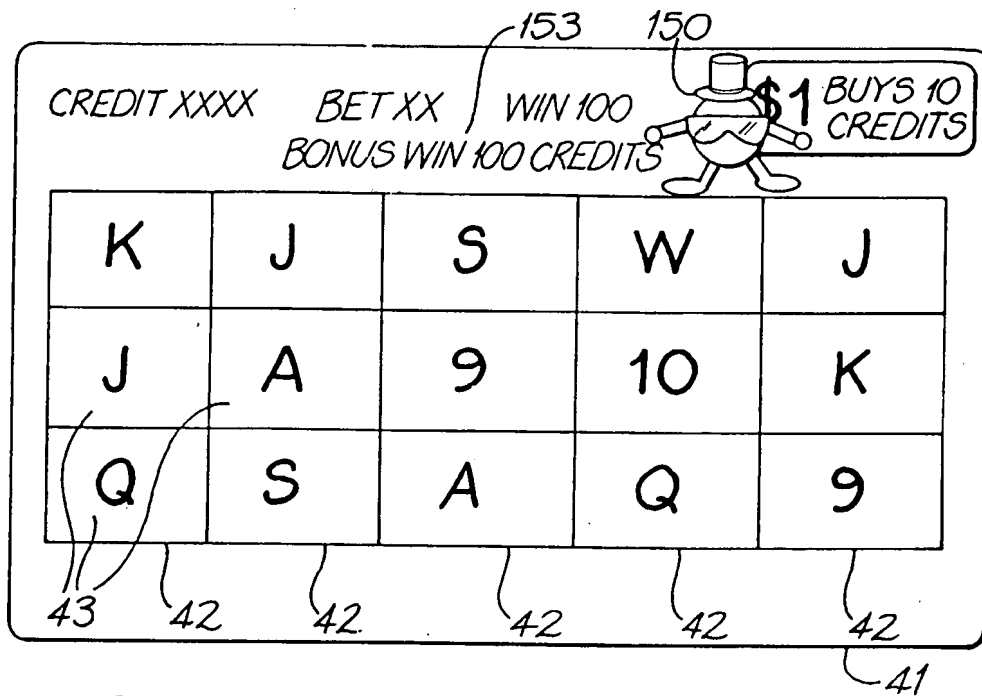 153 150
CREDIT XXXX BET XX WIN 100 $1 BUYS 10
CREDITS
BONUS WIN 100 CREDITS
K J S W J
J A 9 10 K
Q S A Q 9
43 42 42 42 42 42
41